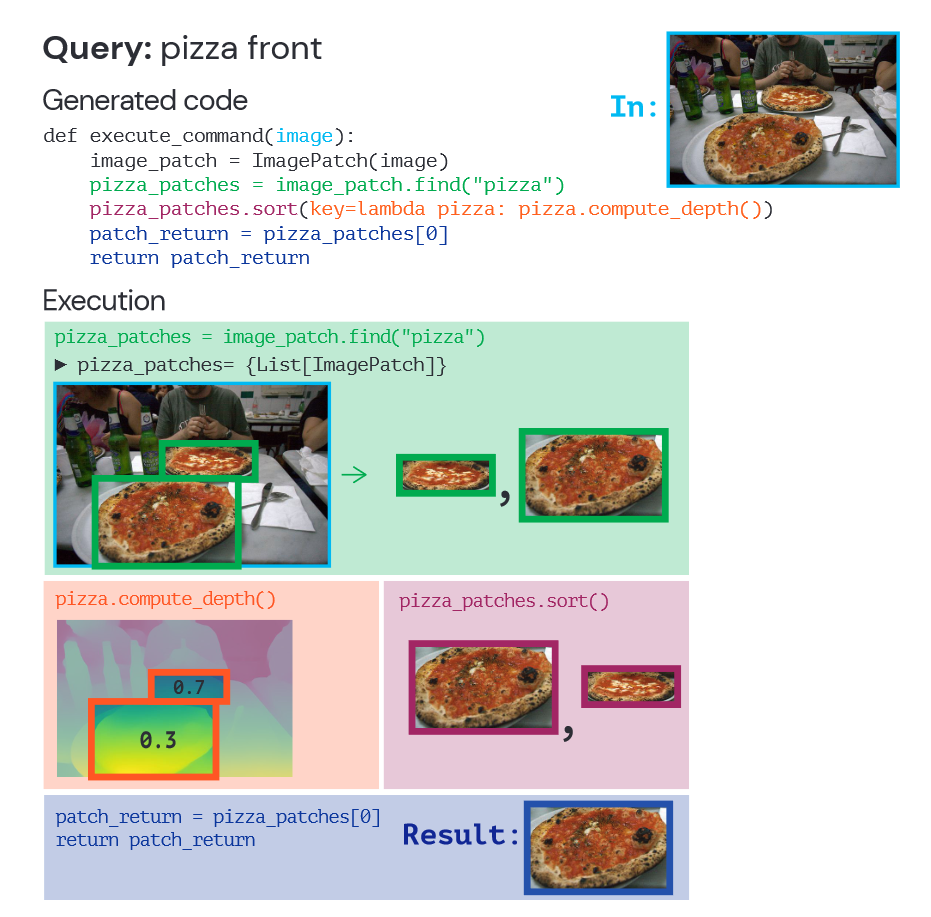 Query: pizza front
Generated code
In:
def execute_command(image):
    image_patch = ImagePatch(image)
    pizza_patches = image_patch.find("pizza")
    pizza_patches.sort(key=lambda pizza: pizza.compute_depth())
    patch_return = pizza_patches[0]
    return patch_return
Execution
pizza_patches = image_patch.find("pizza")
▶ pizza_patches= {List[ImagePatch]}
→
,
pizza.compute_depth()
0.7
0.3
pizza_patches.sort()
,
patch_return = pizza_patches[0]
return patch_return
Result: